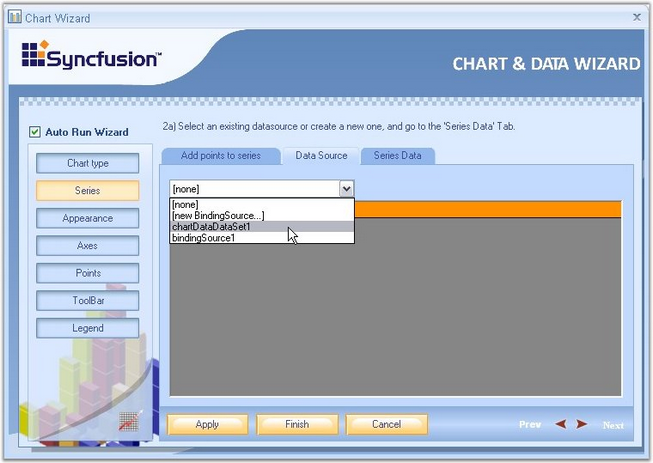 Chart Wizard
Syncfusion™
CHART & DATA WIZARD
2a) Select an existing datasource or create a new one, and go to the 'Series Data' Tab.
Auto Run Wizard
Add points to series
Data Source
Series Data
Chart type
Series
Appearance
Axes
Points
ToolBar
Legend
[none]
[none]
[new BindingSource...]
chartDataDataSet1
bindingSource1
Apply
Finish
Cancel
Prev
Next